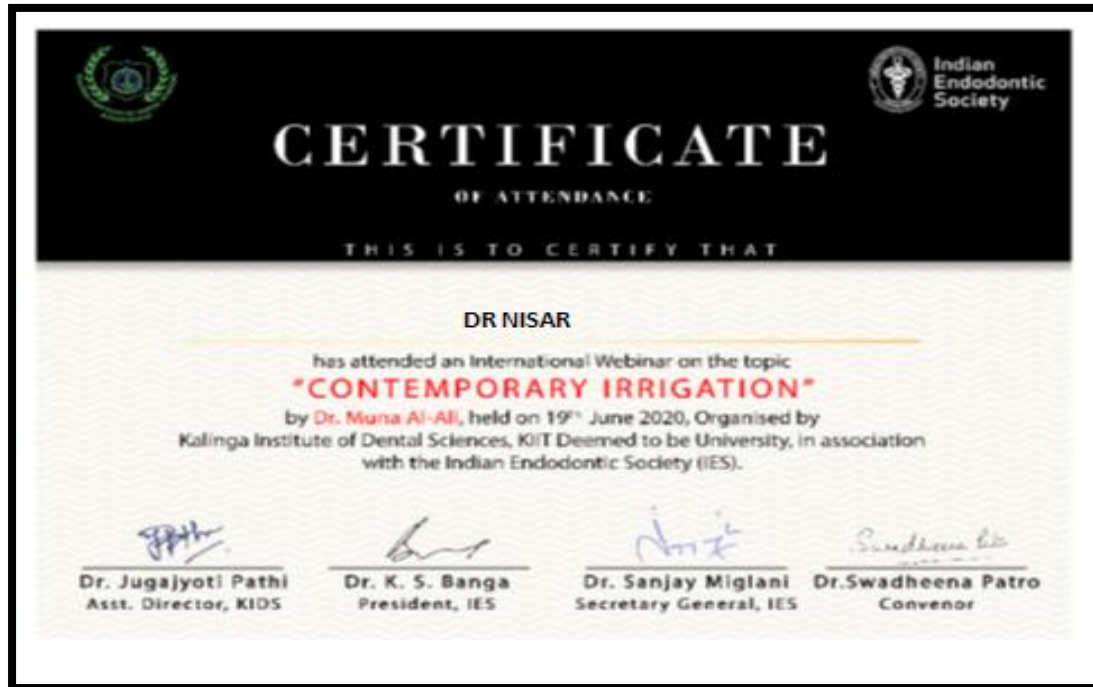 Indian
Endodontic
Society
CERTIFICATE
OF ATTENDANCE
THIS IS TO CERTIFY THAT
DR NISAR
has attended an International Webinar on the topic
"CONTEMPORARY IRRIGATION"
by Dr. Muna Al-Ali, held on 19th June 2020, Organised by
Kalinga Institute of Dental Sciences, KIIT Deemed to be University, in association
with the Indian Endodontic Society (IES).
Dr. Jugajyoti Pathi Dr. K. S. Banga Dr. Sanjay Miglani Dr.Swadheena Patro
Asst. Director, KIDS President, IES Secretary General, IES Convenor